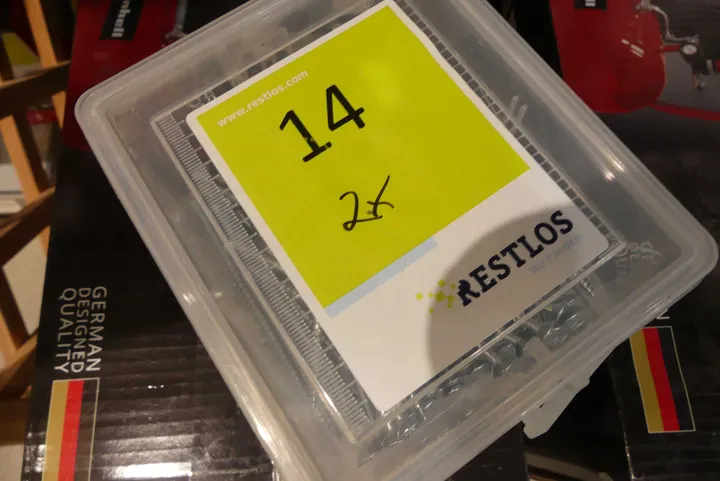 www.restlos.com
14
2x
RESTLOS
GERMAN
DESIGNED
QUALITY